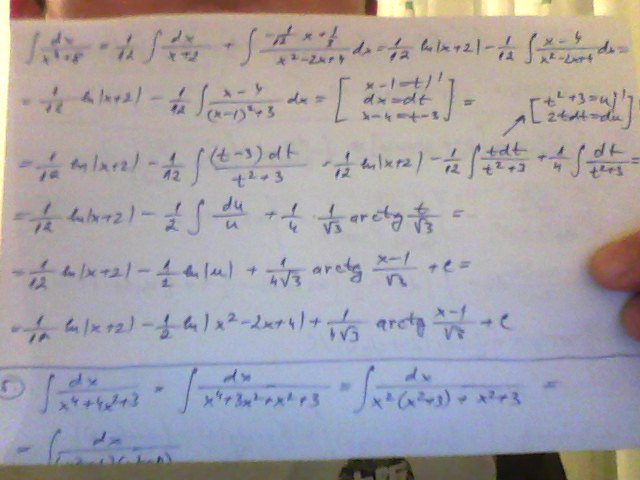 ∫ dx/(x³+8) = 1/12 ∫ dx/(x+2) + ∫ (-1/12 x + 1/3)/(x²-2x+4) dx = 1/12 ln|x+2| - 1/12 ∫ (x-4)/(x²-2x+4) dx =
= 1/12 ln|x+2| - 1/12 ∫ (x-4)/((x-1)²+3) dx = [ x-1=t |' dx=dt x-4=t-3 ] = [ t²+3=u |' 2tdt=du ]
= 1/12 ln|x+2| - 1/12 ∫ (t-3)dt/(t²+3) = 1/12 ln|x+2| - 1/12 ∫ tdt/(t²+3) + 1/4 ∫ dt/(t²+3) =
= 1/12 ln|x+2| - 1/2 ∫ du/u + 1/4 1/√3 arctg t/√3 =
= 1/12 ln|x+2| - 1/2 ln|u| + 1/(4√3) arctg (x-1)/√3 + C =
= 1/12 ln|x+2| - 1/2 ln|x²-2x+4| + 1/(4√3) arctg (x-1)/√3 + C
5) ∫ dx/(x⁴+4x²+3) = ∫ dx/(x⁴+3x²+x²+3) = ∫ dx/(x²(x²+3)+x²+3) =
= ∫ dx